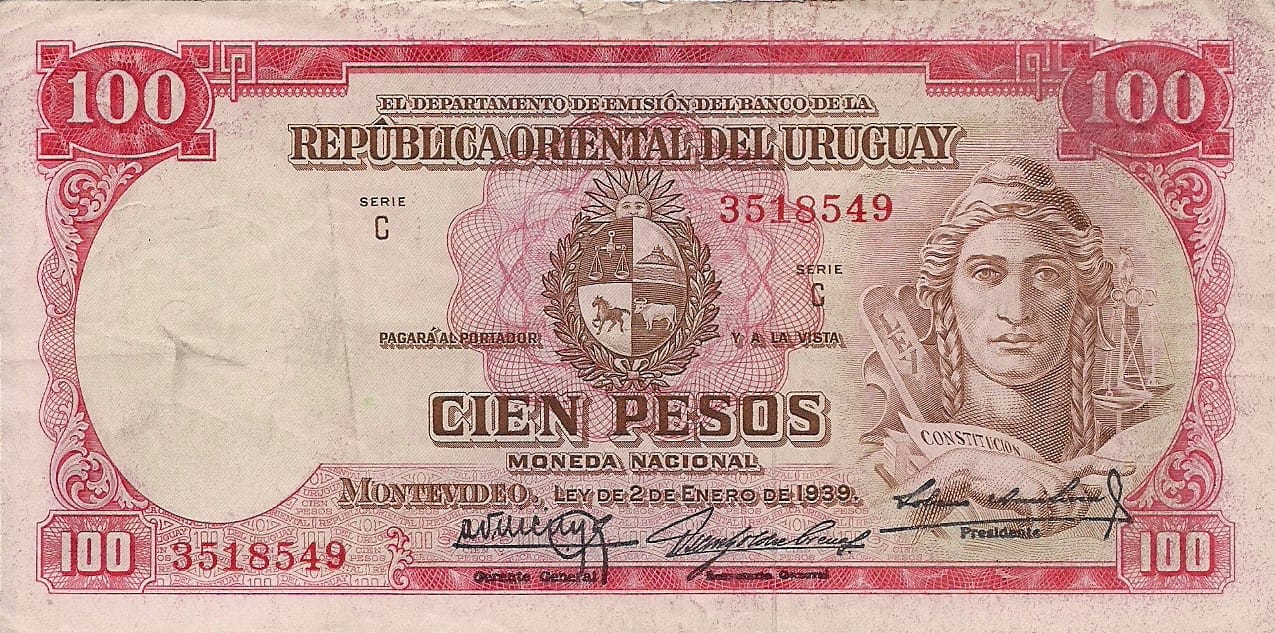 100
100
EL DEPARTAMENTO DE EMISIÓN DEL BANCO DE LA
REPÚBLICA ORIENTAL DEL URUGUAY
SERIE
C
3518549
SERIE
C
PAGARÁ AL PORTADOR
Y A LA VISTA
LEY
CIEN PESOS
CONSTITUCION
MONEDA NACIONAL
MONTEVIDEO. LEY DE 2 DE ENERO DE 1939.
Presidente
100
3518549
100
Gerente General
Secretario General